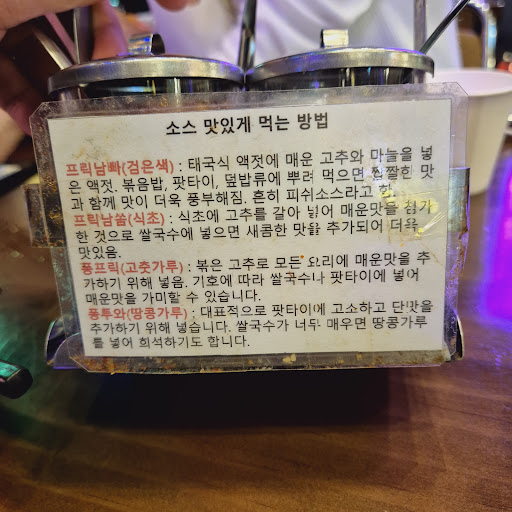 소스 맛있게 먹는 방법
프릭남빠(검은색) : 태국식 액젓에 매운 고추와 마늘을 넣
은 액젓. 볶음밥, 팟타이, 덮밥류에 뿌려 먹으면 짭짤한 맛
과 함께 맛이 더욱 풍부해짐. 흔히 피쉬소스라고 함.
프릭남쏨(식초) : 식초에 고추를 갈아 넣어 매운맛을 첨가
한 것으로 쌀국수에 넣으면 새콤한 맛을 추가되어 더욱
맛있음.
퐁프릭(고춧가루) : 볶은 고추로 모든 요리에 매운맛을 추
가하기 위해 넣음. 기호에 따라 쌀국수나 팟타이에 넣어
매운맛을 가미할 수 있습니다.
퐁투와(땅콩가루) : 대표적으로 팟타이에 고소하고 단맛을
추가하기 위해 넣습니다. 쌀국수가 너무 매우면 땅콩가루
를 넣어 희석하기도 합니다.